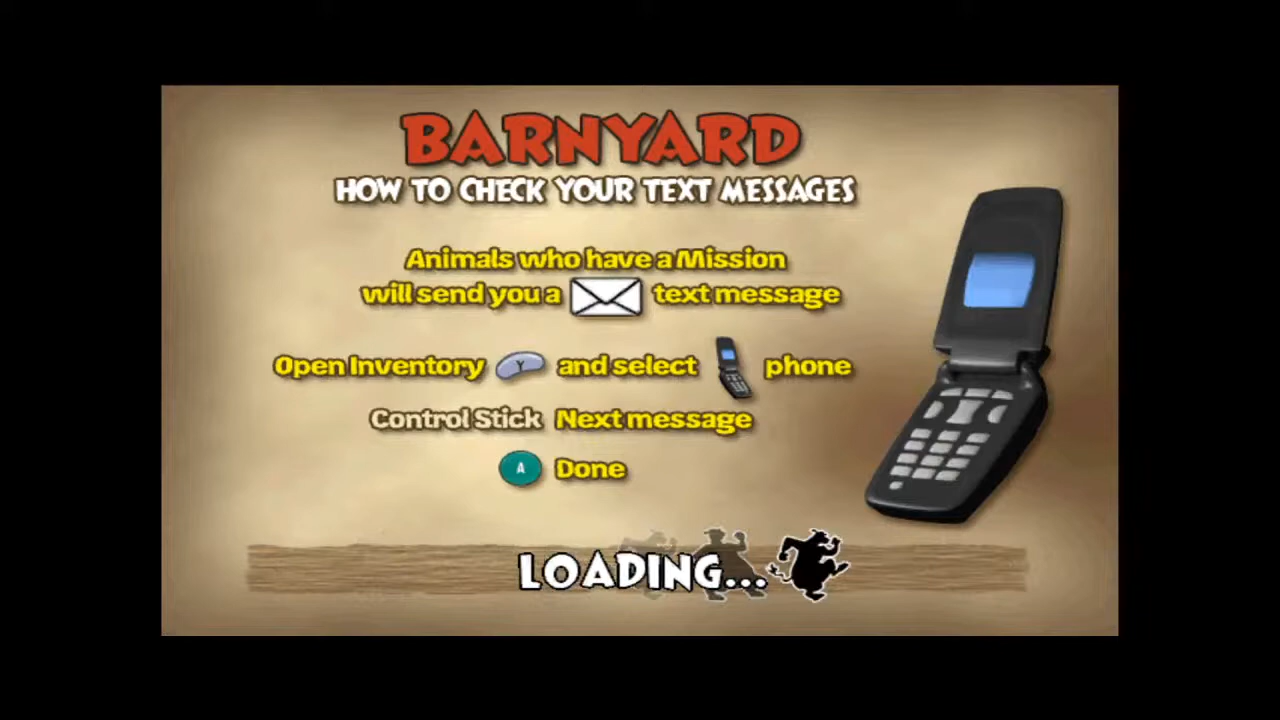 BARNYARD
HOW TO CHECK YOUR TEXT MESSAGES
Animals who have a Mission
will send you a text message
Open Inventory Y and select phone
Control Stick Next message
A Done
LOADING...